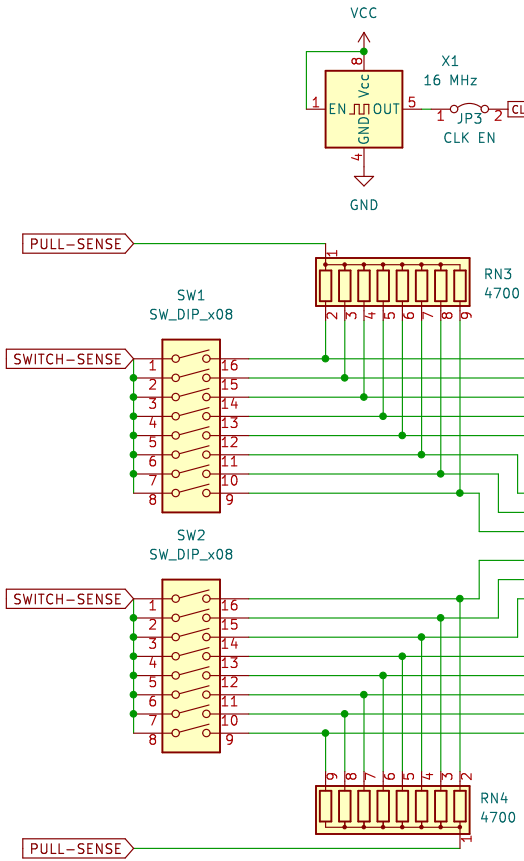 VCC
8
X1
16 MHz
Vcc
1
EN
OUT
5
GND
4
1
JP3
2
CL
CLK EN
GND
PULL-SENSE
1
RN3
4700
2 3 4 5 6 7 8 9
SW1
SW_DIP_x08
SWITCH-SENSE
1 16
2 15
3 14
4 13
5 12
6 11
7 10
8 9
SW2
SW_DIP_x08
SWITCH-SENSE
1 16
2 15
3 14
4 13
5 12
6 11
7 10
8 9
9 8 7 6 5 4 3 2
RN4
4700
1
PULL-SENSE